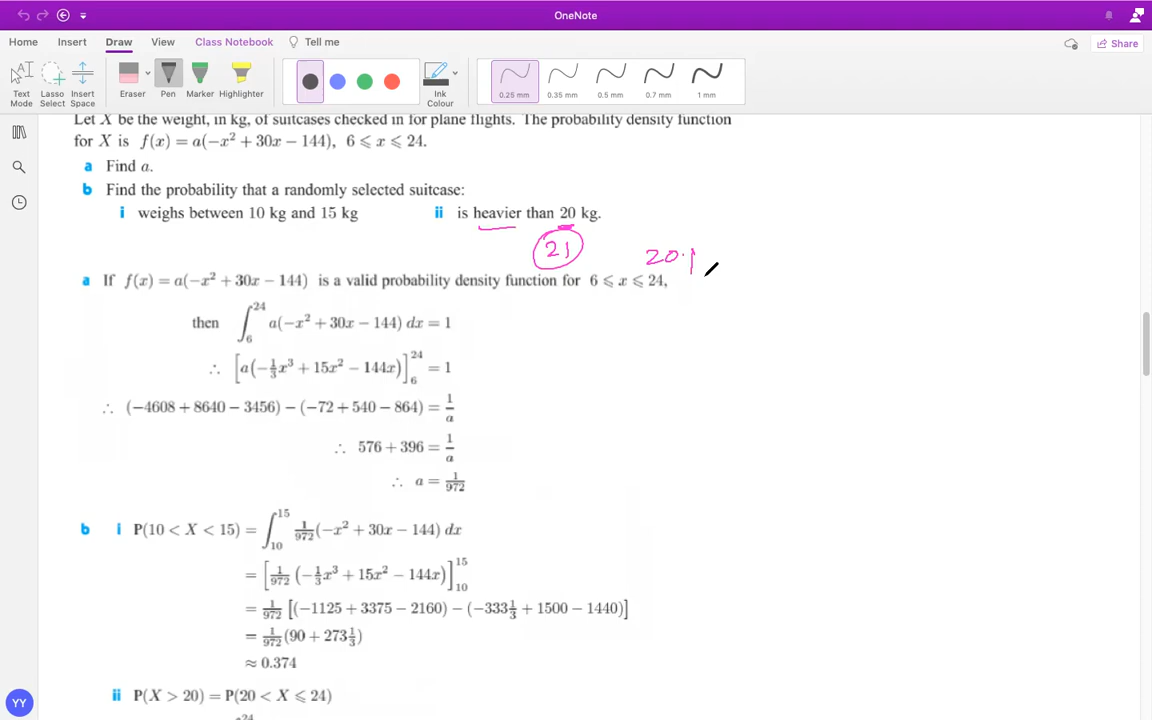 OneNote
Home Insert Draw View Class Notebook Tell me
Share
Text Mode
Lasso Select
Insert Space
Eraser
Pen
Marker
Highlighter
Ink Colour
0.25 mm
0.35 mm
0.5 mm
0.7 mm
1 mm
Let X be the weight, in kg, of suitcases checked in for plane flights. The probability density function
for X is f(x) = a(−x² + 30x − 144), 6 ⩽ x ⩽ 24.
a Find a.
b Find the probability that a randomly selected suitcase:
i weighs between 10 kg and 15 kg ii is heavier than 20 kg.
21
20.1
a If f(x) = a(−x² + 30x − 144) is a valid probability density function for 6 ⩽ x ⩽ 24,
then ∫₆²⁴ a(−x² + 30x − 144) dx = 1
∴ [a(−⅓x³ + 15x² − 144x)]₆²⁴ = 1
∴ (−4608 + 8640 − 3456) − (−72 + 540 − 864) = 1/a
∴ 576 + 396 = 1/a
∴ a = 1/972
b i P(10 < X < 15) = ∫₁₀¹⁵ 1/972(−x² + 30x − 144) dx
= [1/972 (−⅓x³ + 15x² − 144x)]₁₀¹⁵
= 1/972 [(−1125 + 3375 − 2160) − (−333⅓ + 1500 − 1440)]
= 1/972 (90 + 273⅓)
≈ 0.374
ii P(X > 20) = P(20 < X ⩽ 24)
24
YY